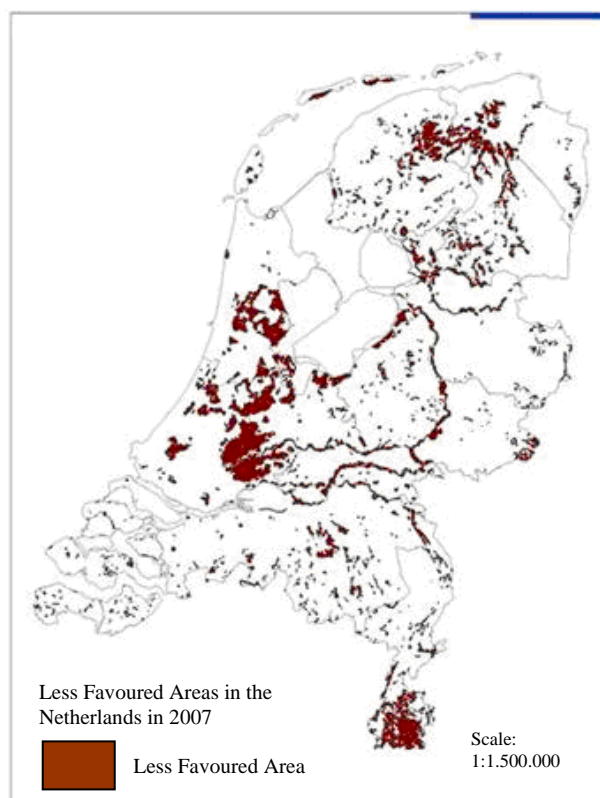 Less Favoured Areas in the
Netherlands in 2007
Less Favoured Area
Scale:
1:1.500.000